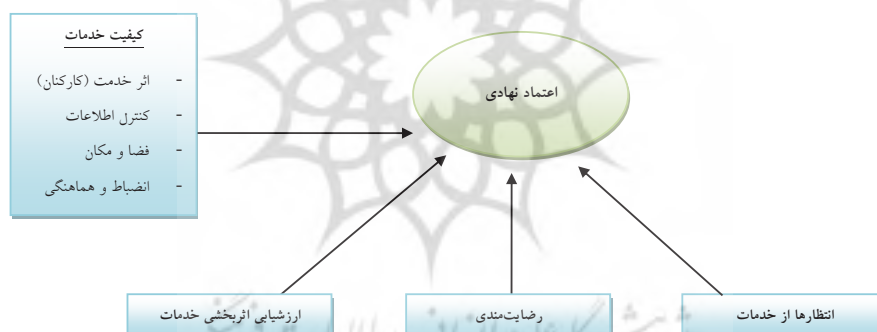 کیفیت خدمات
- اثر خدمت (کارکنان)
- کنترل اطلاعات
- فضا و مکان
- انضباط و هماهنگی
اعتماد نهادی
انتظارها از خدمات
رضایت‌مندی
ارزشیابی اثربخشی خدمات